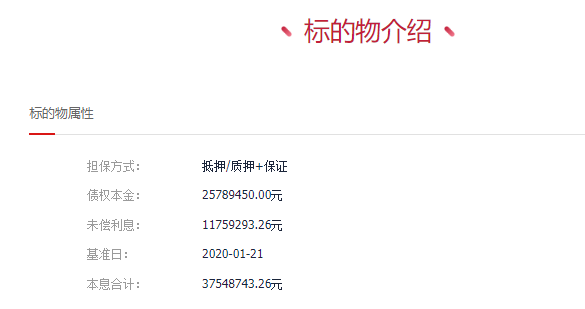 标的物介绍
标的物属性
担保方式: 抵押/质押+保证
债权本金: 25789450.00元
未偿利息: 11759293.26元
基准日: 2020-01-21
本息合计: 37548743.26元